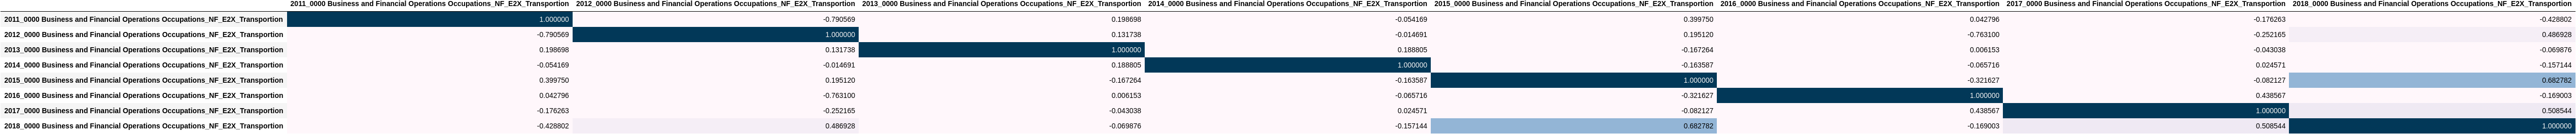 2011_0000 Business and Financial Operations Occupations_NF_E2X_Transportion 2012_0000 Business and Financial Operations Occupations_NF_E2X_Transportion 2013_0000 Business and Financial Operations Occupations_NF_E2X_Transportion 2014_0000 Business and Financial Operations Occupations_NF_E2X_Transportion 2015_0000 Business and Financial Operations Occupations_NF_E2X_Transportion 2016_0000 Business and Financial Operations Occupations_NF_E2X_Transportion 2017_0000 Business and Financial Operations Occupations_NF_E2X_Transportion 2018_0000 Business and Financial Operations Occupations_NF_E2X_Transportion
2011_0000 Business and Financial Operations Occupations_NF_E2X_Transportion 1.000000 -0.790569 0.198698 -0.054169 0.399750 0.042796 -0.176263 -0.428802
2012_0000 Business and Financial Operations Occupations_NF_E2X_Transportion -0.790569 1.000000 0.131738 -0.014691 0.195120 -0.763100 -0.252165 0.486928
2013_0000 Business and Financial Operations Occupations_NF_E2X_Transportion 0.198698 0.131738 1.000000 0.188805 -0.167264 0.006153 -0.043038 -0.069876
2014_0000 Business and Financial Operations Occupations_NF_E2X_Transportion -0.054169 -0.014691 0.188805 1.000000 -0.163587 -0.065716 0.024571 -0.157144
2015_0000 Business and Financial Operations Occupations_NF_E2X_Transportion 0.399750 0.195120 -0.167264 -0.163587 1.000000 -0.321627 -0.082127 0.682782
2016_0000 Business and Financial Operations Occupations_NF_E2X_Transportion 0.042796 -0.763100 0.006153 -0.065716 -0.321627 1.000000 0.438567 -0.169003
2017_0000 Business and Financial Operations Occupations_NF_E2X_Transportion -0.176263 -0.252165 -0.043038 0.024571 -0.082127 0.438567 1.000000 0.508544
2018_0000 Business and Financial Operations Occupations_NF_E2X_Transportion -0.428802 0.486928 -0.069876 -0.157144 0.682782 -0.169003 0.508544 1.000000